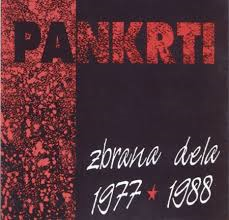 PANKRTI
zbrana dela
1977 ★ 1988